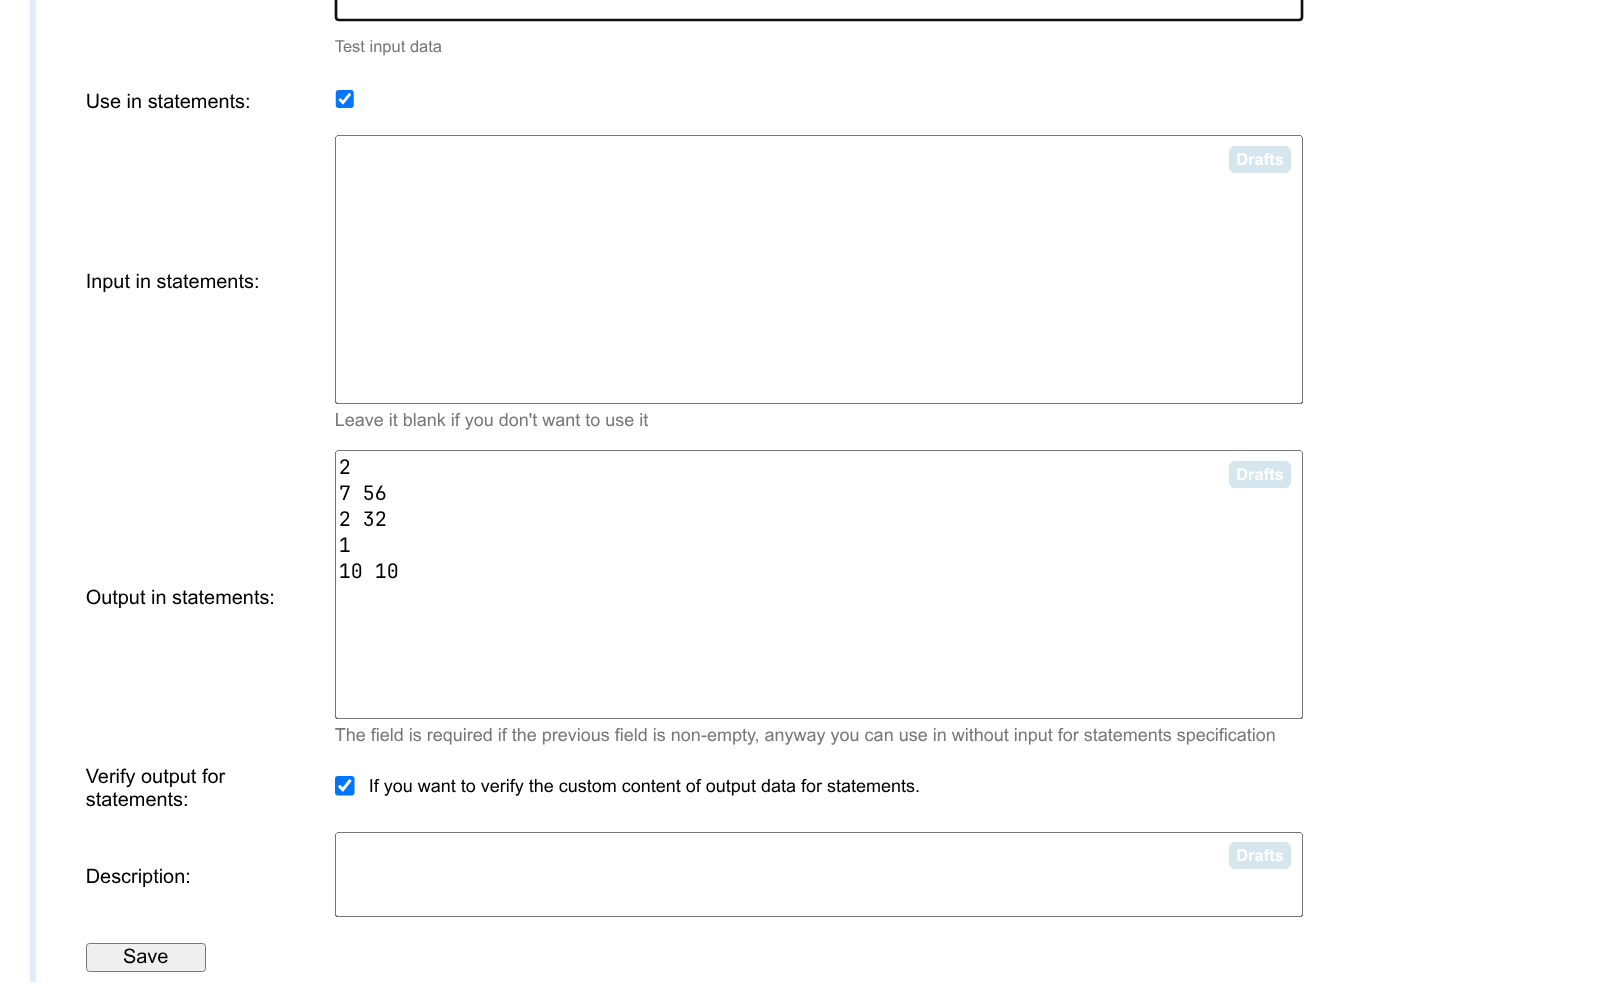 Test input data
Use in statements:
Drafts
Input in statements:
Leave it blank if you don't want to use it
2
7 56
2 32
1
10 10
Drafts
Output in statements:
The field is required if the previous field is non-empty, anyway you can use in without input for statements specification
Verify output for
statements:
If you want to verify the custom content of output data for statements.
Drafts
Description:
Save